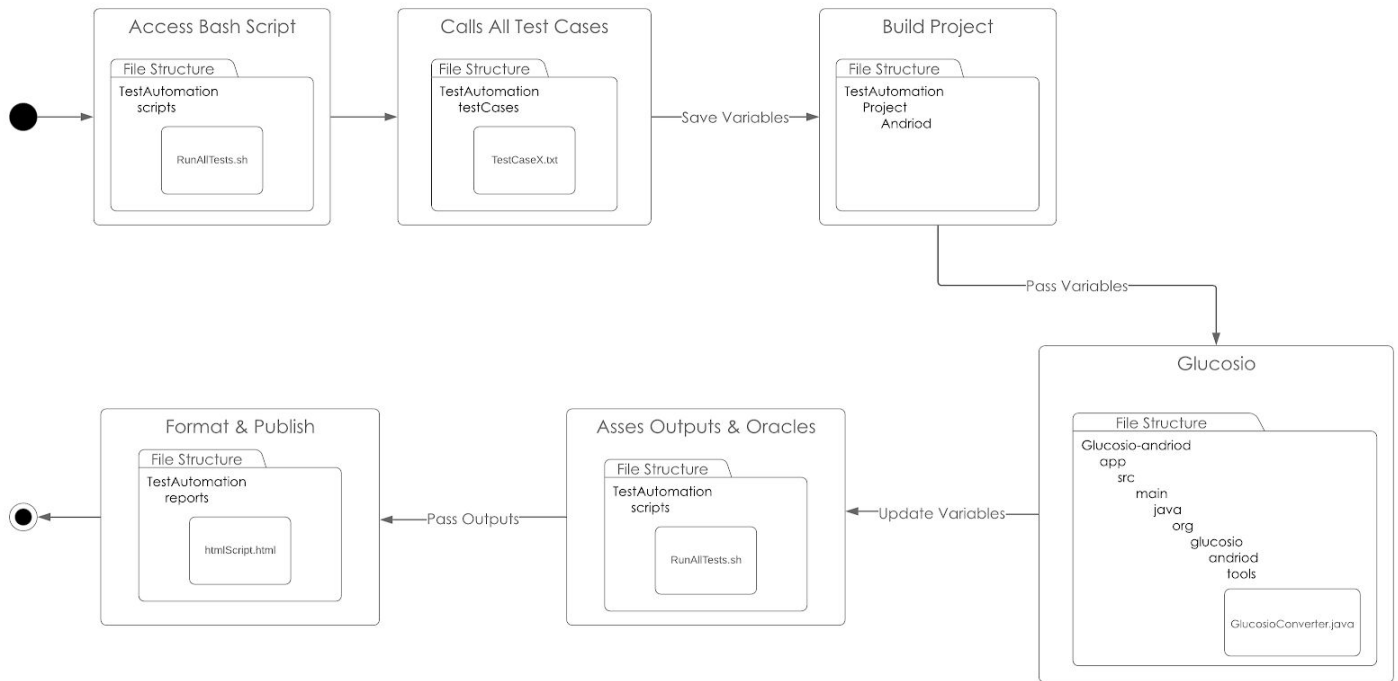 Access Bash Script
File Structure
TestAutomation
scripts
RunAllTests.sh
Calls All Test Cases
File Structure
TestAutomation
testCases
TestCaseX.txt
Save Variables
Build Project
File Structure
TestAutomation
Project
Andriod
Pass Variables
Glucosio
File Structure
Glucosio-andriod
app
src
main
java
org
glucosio
andriod
tools
GlucosioConverter.java
Update Variables
Asses Outputs & Oracles
File Structure
TestAutomation
scripts
RunAllTests.sh
Pass Outputs
Format & Publish
File Structure
TestAutomation
reports
htmlScript.html